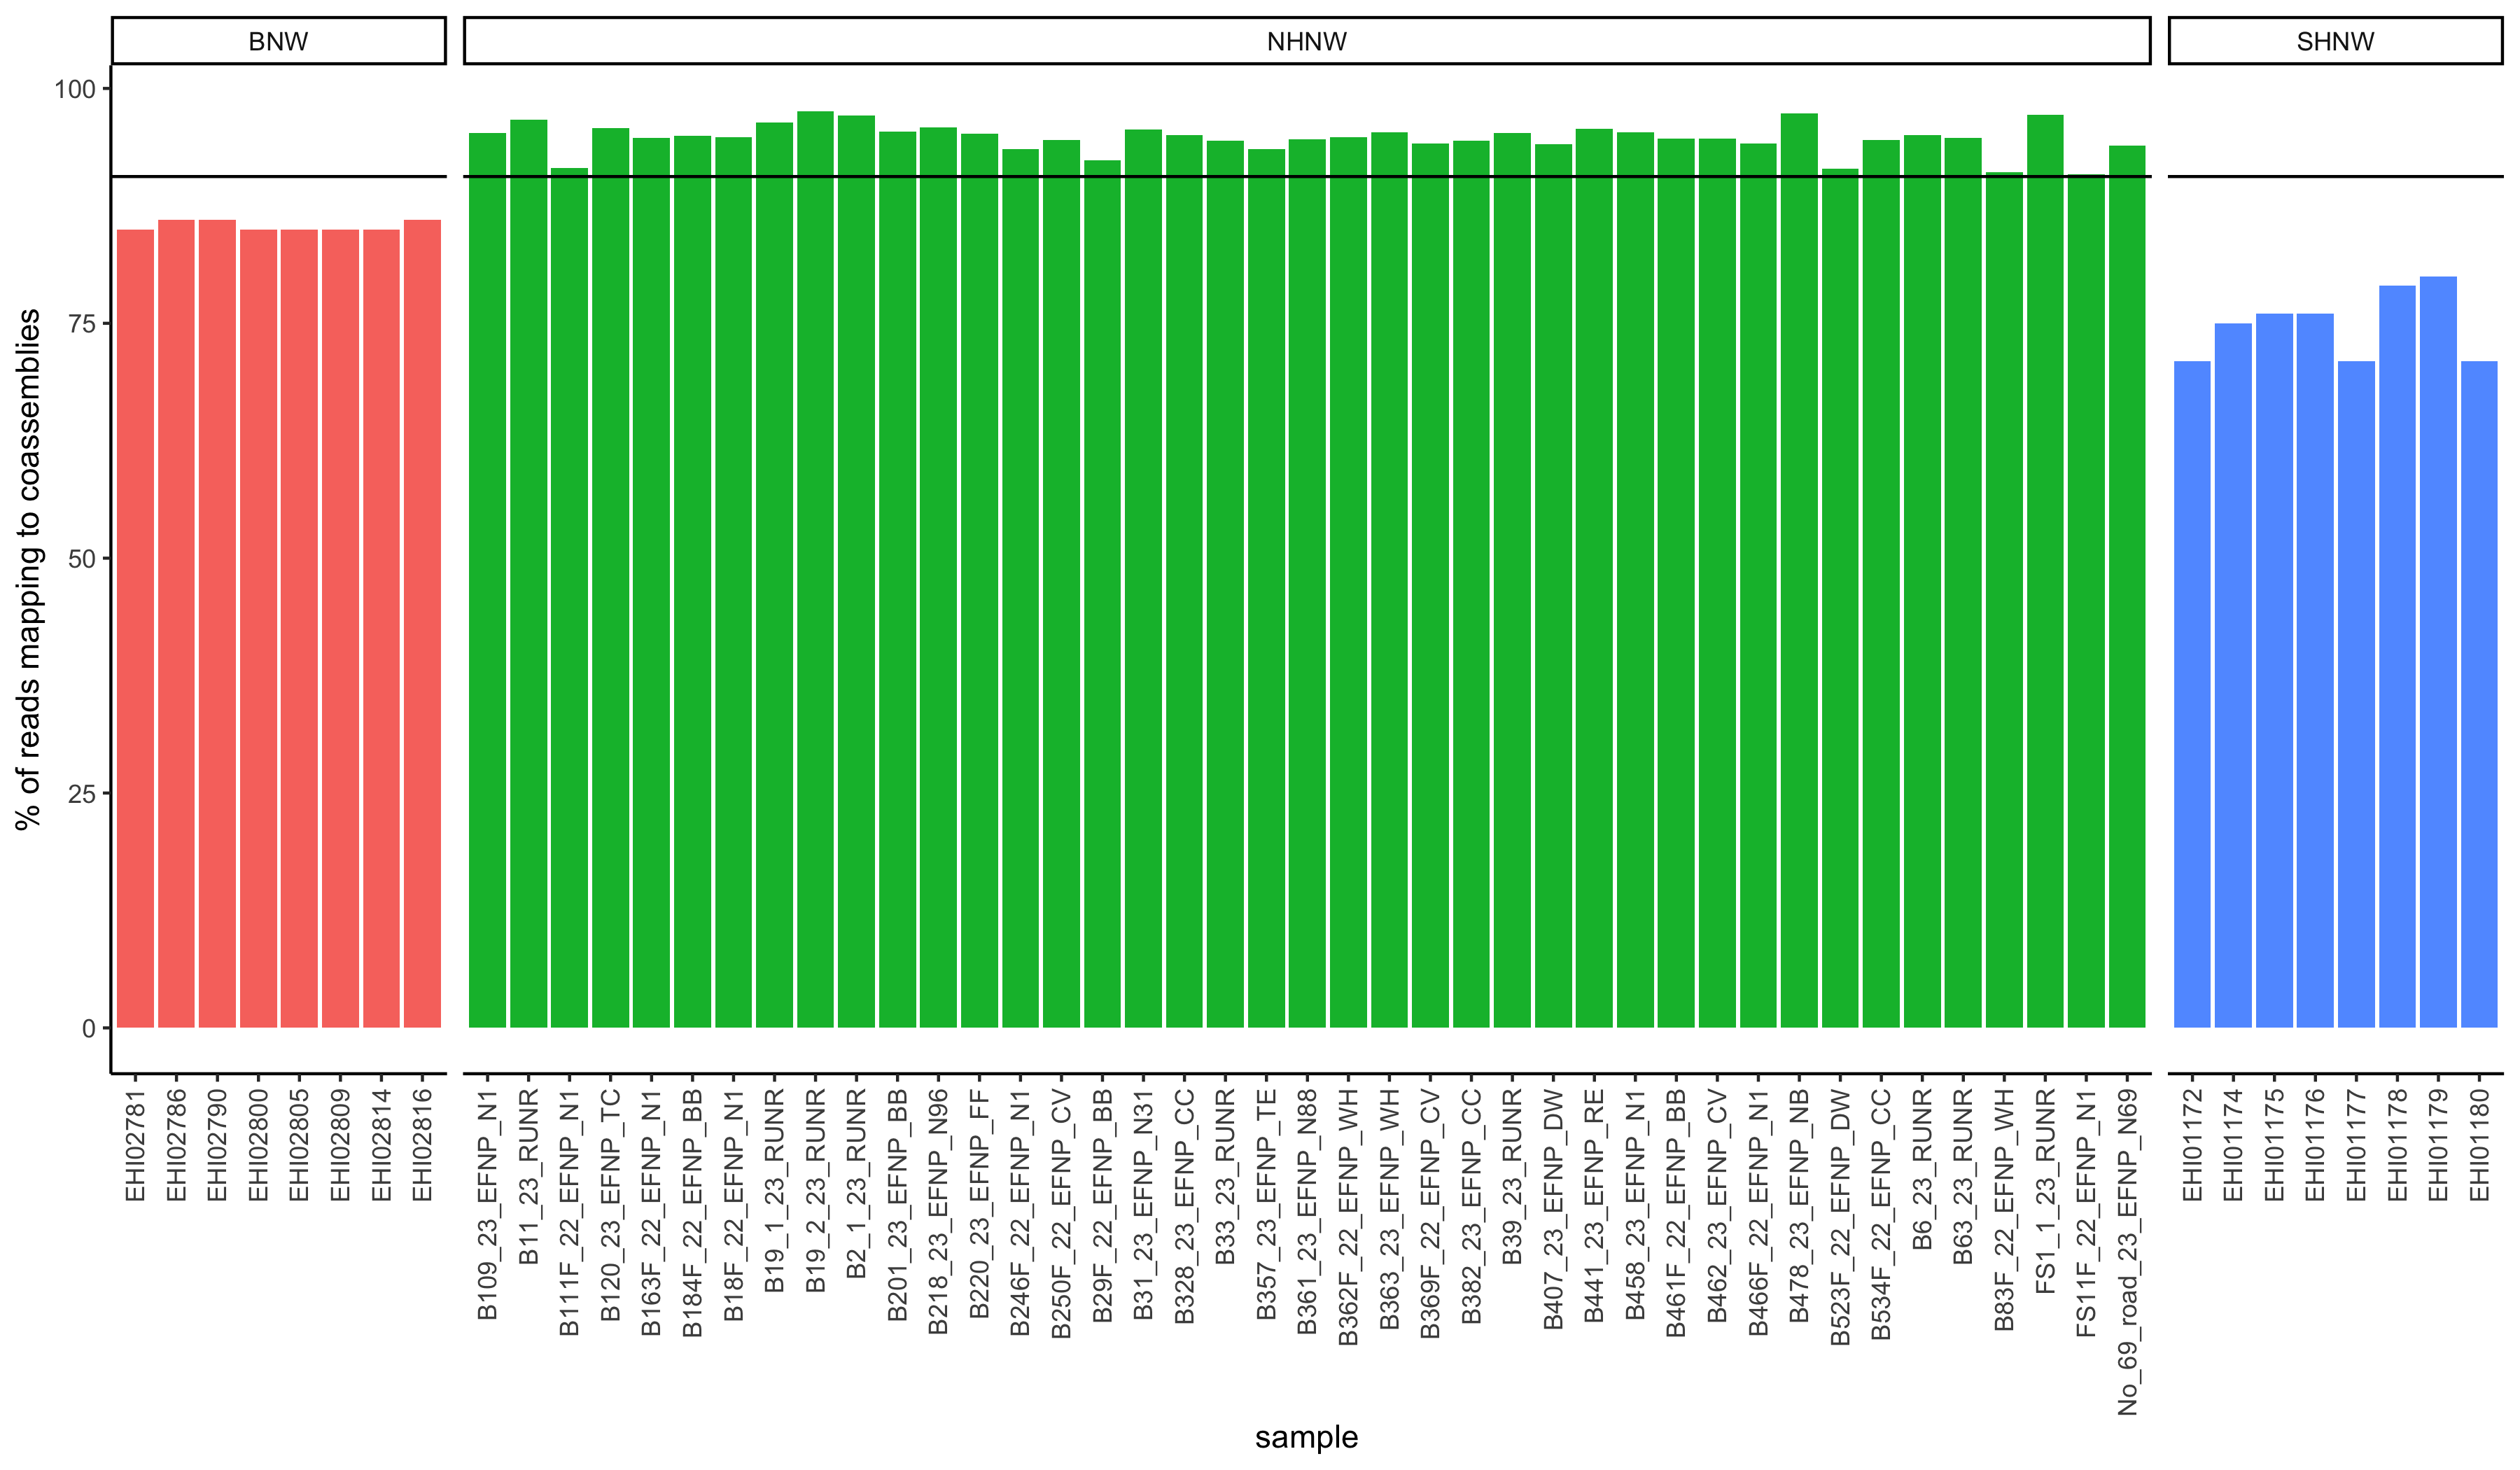 BNW
NHNW
SHNW
% of reads mapping to coassemblies
100
75
50
25
0
EHI02781
EHI02786
EHI02790
EHI02800
EHI02805
EHI02809
EHI02814
EHI02816
B109_23_EFNP_N1
B11_23_RUNR
B111F_22_EFNP_N1
B120_23_EFNP_TC
B163F_22_EFNP_N1
B184F_22_EFNP_BB
B18F_22_EFNP_N1
B19_1_23_RUNR
B19_2_23_RUNR
B2_1_23_RUNR
B201_23_EFNP_BB
B218_23_EFNP_N96
B220_23_EFNP_FF
B246F_22_EFNP_N1
B250F_22_EFNP_CV
B299F_22_EFNP_BB
B31_23_EFNP_N31
B328_23_EFNP_CC
B33_23_RUNR
B357_23_EFNP_TE
B361_23_EFNP_N88
B362F_22_EFNP_WH
B363_23_EFNP_WH
B369F_22_EFNP_CV
B382_23_EFNP_CC
B39_23_RUNR
B407_23_EFNP_DW
B441_23_EFNP_RE
B458_23_EFNP_N1
B461F_22_EFNP_BB
B462_23_EFNP_CV
B466F_22_EFNP_N1
B478_23_EFNP_NB
B523F_22_EFNP_DW
B534F_22_EFNP_CC
B6_23_RUNR
B63_23_RUNR
B83F_22_EFNP_WH
FS1_1_23_RUNR
FS11F_22_EFNP_N1
No_69_road_23_EFNP_N69
EHI01172
EHI01174
EHI01175
EHI01176
EHI01177
EHI01178
EHI01179
EHI01180
sample